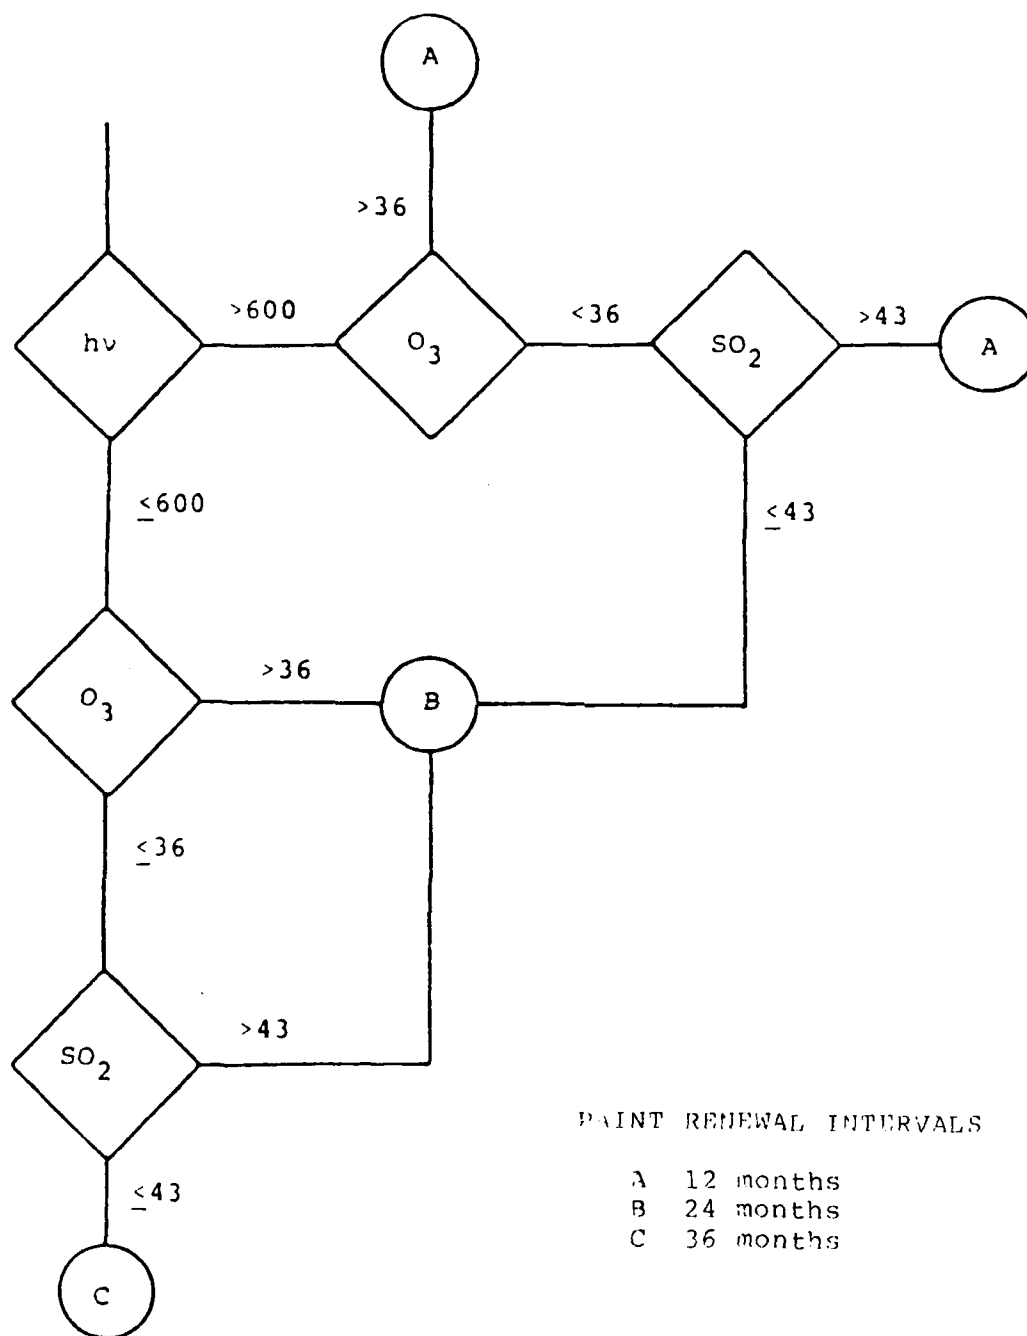 A
>36
hν
>600
O3
<36
SO2
>43
A
≤600
≤43
O3
>36
B
≤36
SO2
>43
PAINT RENEWAL INTERVALS
A 12 months
B 24 months
C 36 months
≤43
C